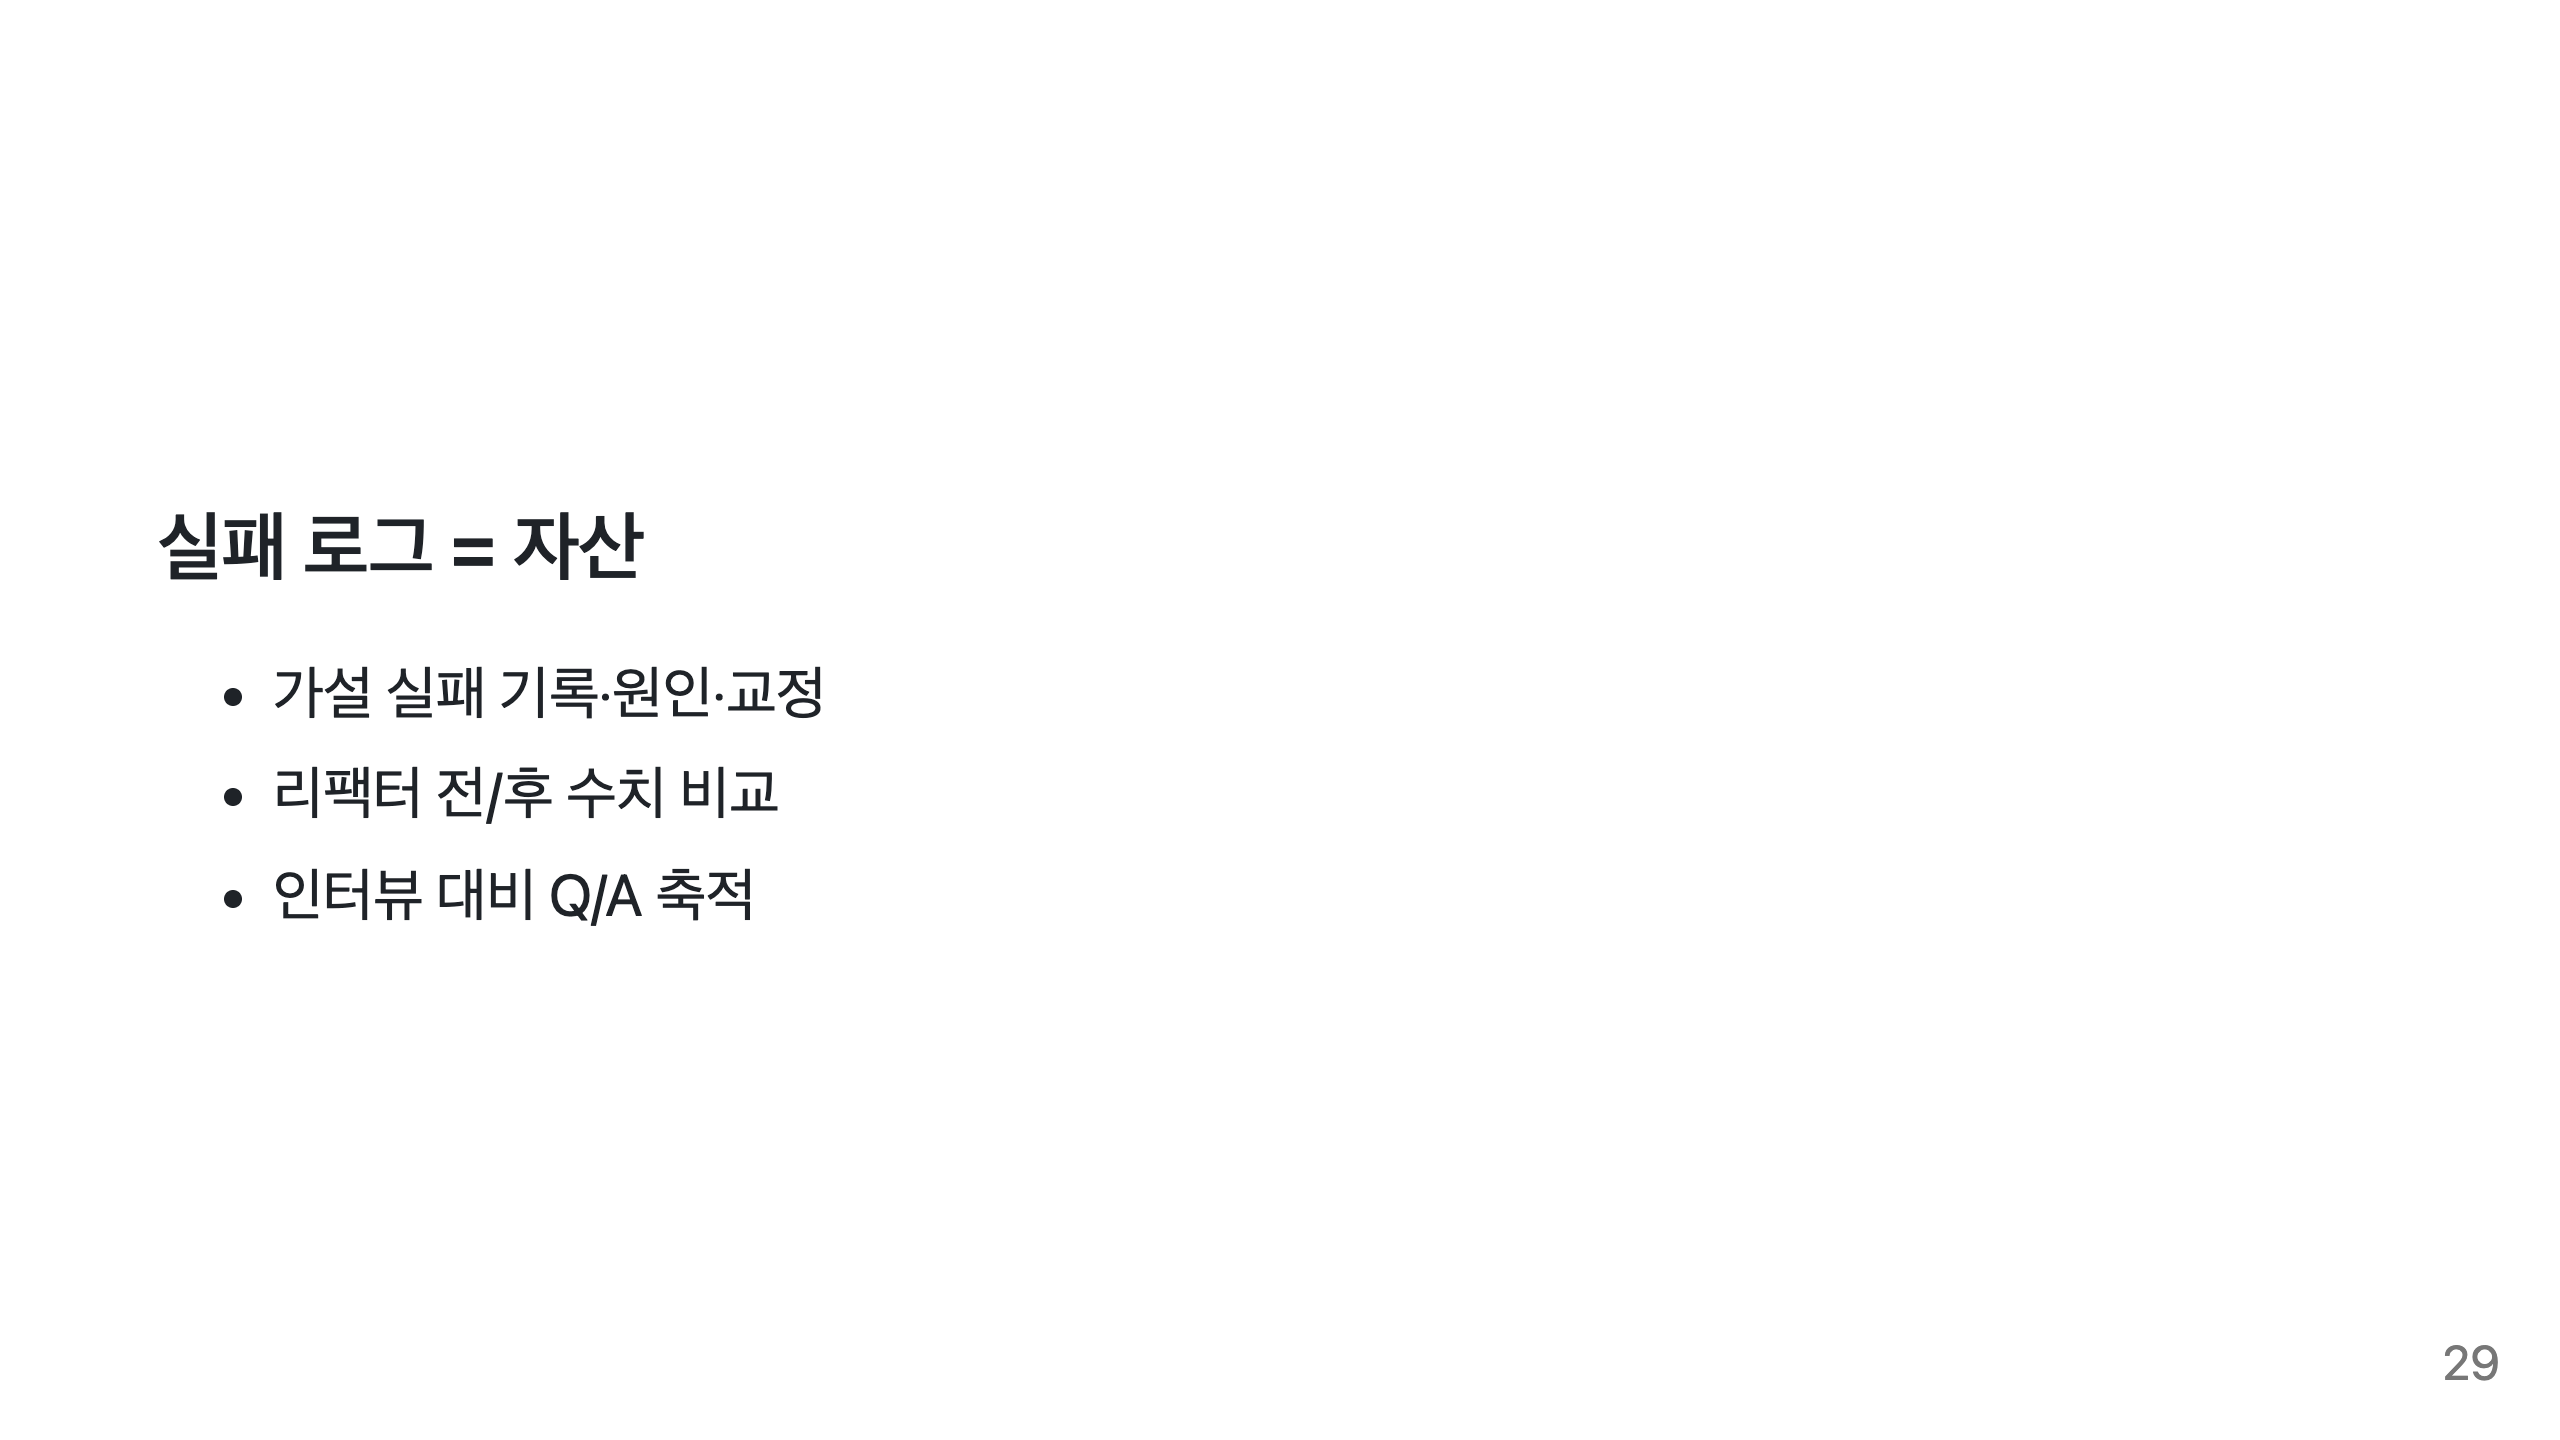 실패 로그 = 자산
• 가설 실패 기록·원인·교정
• 리팩터 전/후 수치 비교
• 인터뷰 대비 Q/A 축적
29